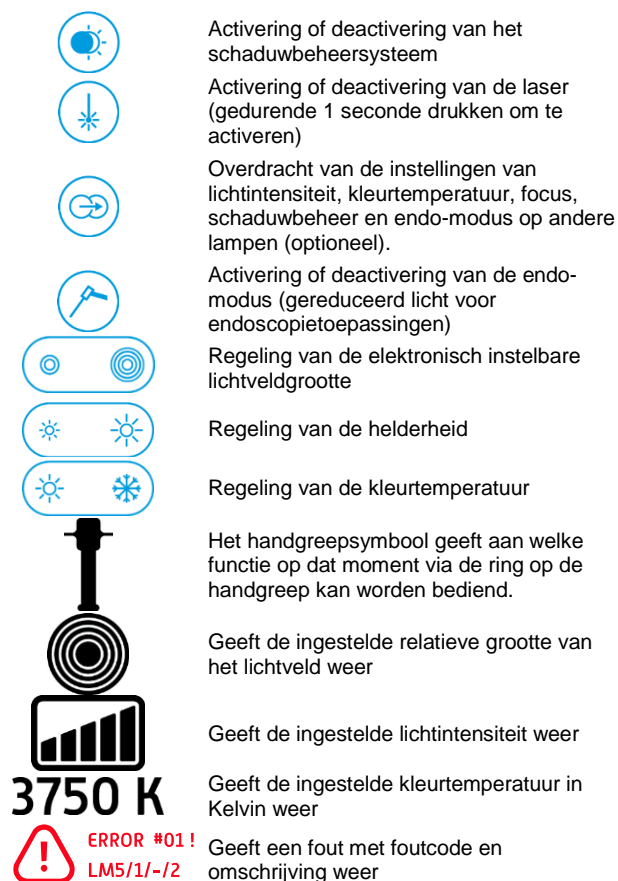 Activering of deactivering van het
schaduwbeheersysteem
Activering of deactivering van de laser
(gedurende 1 seconde drukken om te
activeren)
Overdracht van de instellingen van
lichtintensiteit, kleurtemperatuur, focus,
schaduwbeheer en endo-modus op andere
lampen (optioneel).
Activering of deactivering van de endo-
modus (gereduceerd licht voor
endoscopietoepassingen)
Regeling van de elektronisch instelbare
lichtveldgrootte
Regeling van de helderheid
Regeling van de kleurtemperatuur
Het handgreepsymbool geeft aan welke
functie op dat moment via de ring op de
handgreep kan worden bediend.
Geeft de ingestelde relatieve grootte van
het lichtveld weer
Geeft de ingestelde lichtintensiteit weer
3750 K
Geeft de ingestelde kleurtemperatuur in
Kelvin weer
ERROR #01!
LM5/1/-/2
Geeft een fout met foutcode en
omschrijving weer